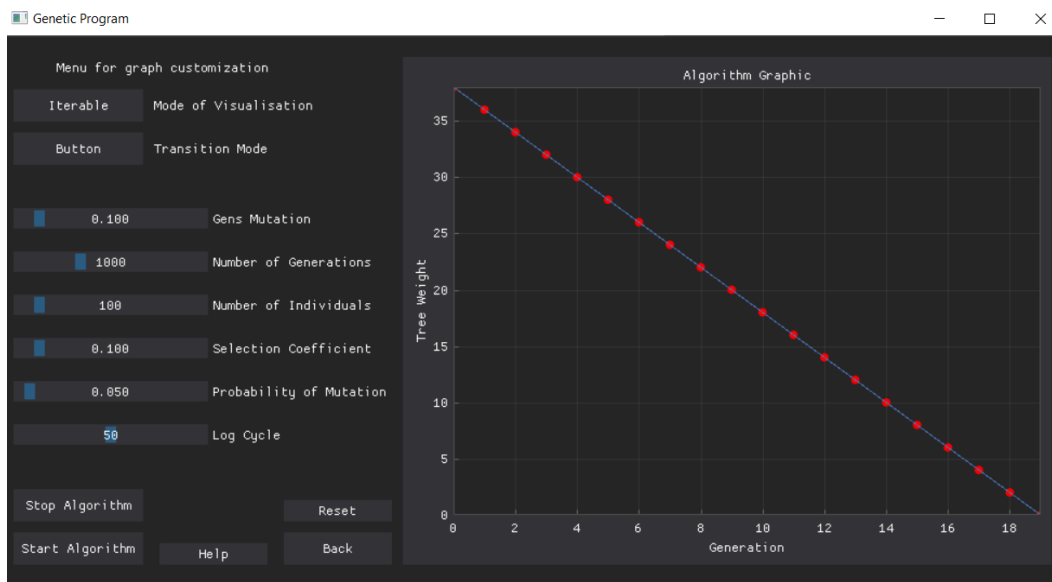 Genetic Program
Menu for graph customization
Iterable Mode of Visualisation
Button Transition Mode
0.100 Gens Mutation
1000 Number of Generations
100 Number of Individuals
0.100 Selection Coefficient
0.050 Probability of Mutation
50 Log Cycle
Stop Algorithm
Reset
Start Algorithm
Help
Back
Algorithm Graphic
Tree Weight
35
30
25
20
15
10
5
0
0 2 4 6 8 10 12 14 16 18
Generation